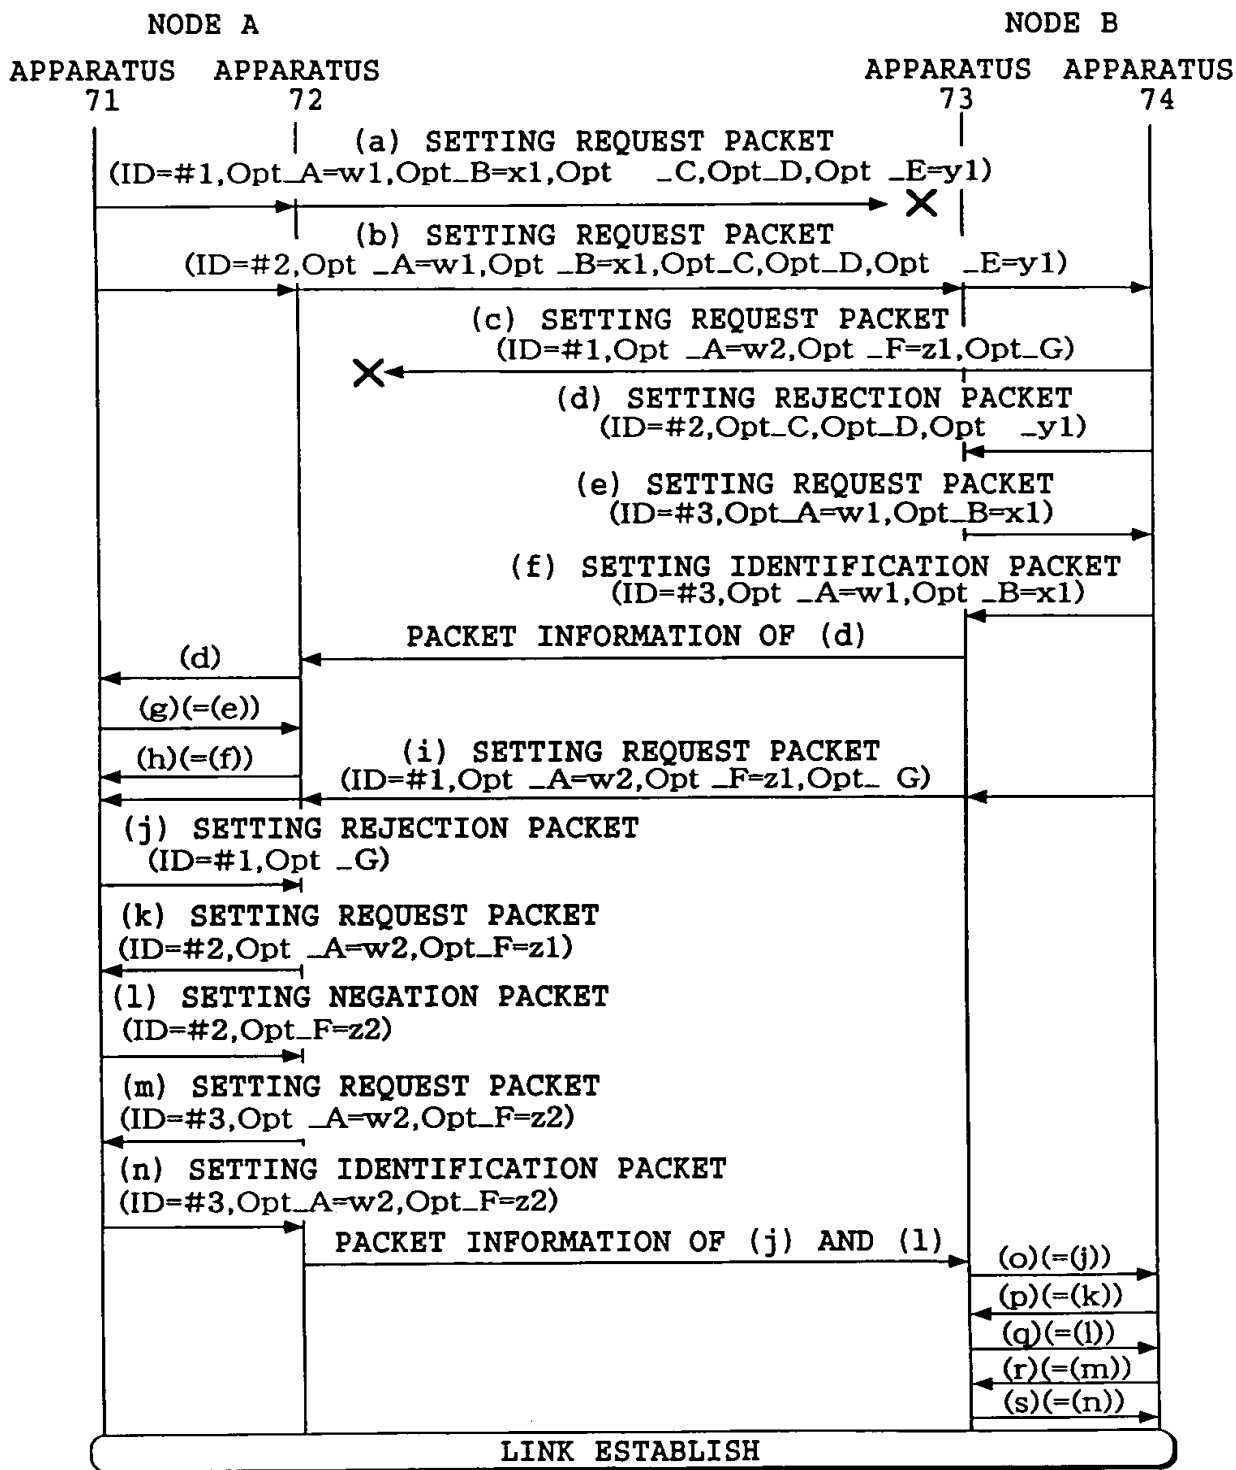 NODE A NODE B
APPARATUS APPARATUS APPARATUS APPARATUS
71 72 73 74
(a) SETTING REQUEST PACKET
(ID=#1,Opt_A=w1,Opt_B=x1,Opt _C,Opt_D,Opt _E=y1)
(b) SETTING REQUEST PACKET
(ID=#2,Opt _A=w1,Opt _B=x1,Opt_C,Opt_D,Opt _E=y1)
(c) SETTING REQUEST PACKET
(ID=#1,Opt _A=w2,Opt _F=z1,Opt_G)
(d) SETTING REJECTION PACKET
(ID=#2,Opt_C,Opt_D,Opt _y1)
(e) SETTING REQUEST PACKET
(ID=#3,Opt_A=w1,Opt_B=x1)
(f) SETTING IDENTIFICATION PACKET
(ID=#3,Opt _A=w1,Opt _B=x1)
PACKET INFORMATION OF (d)
(d)
(g)(=(e))
(h)(=(f))
(i) SETTING REQUEST PACKET
(ID=#1,Opt _A=w2,Opt _F=z1,Opt_ G)
(j) SETTING REJECTION PACKET
(ID=#1,Opt _G)
(k) SETTING REQUEST PACKET
(ID=#2,Opt _A=w2,Opt_F=z1)
(l) SETTING NEGATION PACKET
(ID=#2,Opt_F=z2)
(m) SETTING REQUEST PACKET
(ID=#3,Opt _A=w2,Opt_F=z2)
(n) SETTING IDENTIFICATION PACKET
(ID=#3,Opt_A=w2,Opt_F=z2)
PACKET INFORMATION OF (j) AND (l)
(o)(=(j))
(p)(=(k))
(q)(=(l))
(r)(=(m))
(s)(=(n))
LINK ESTABLISH